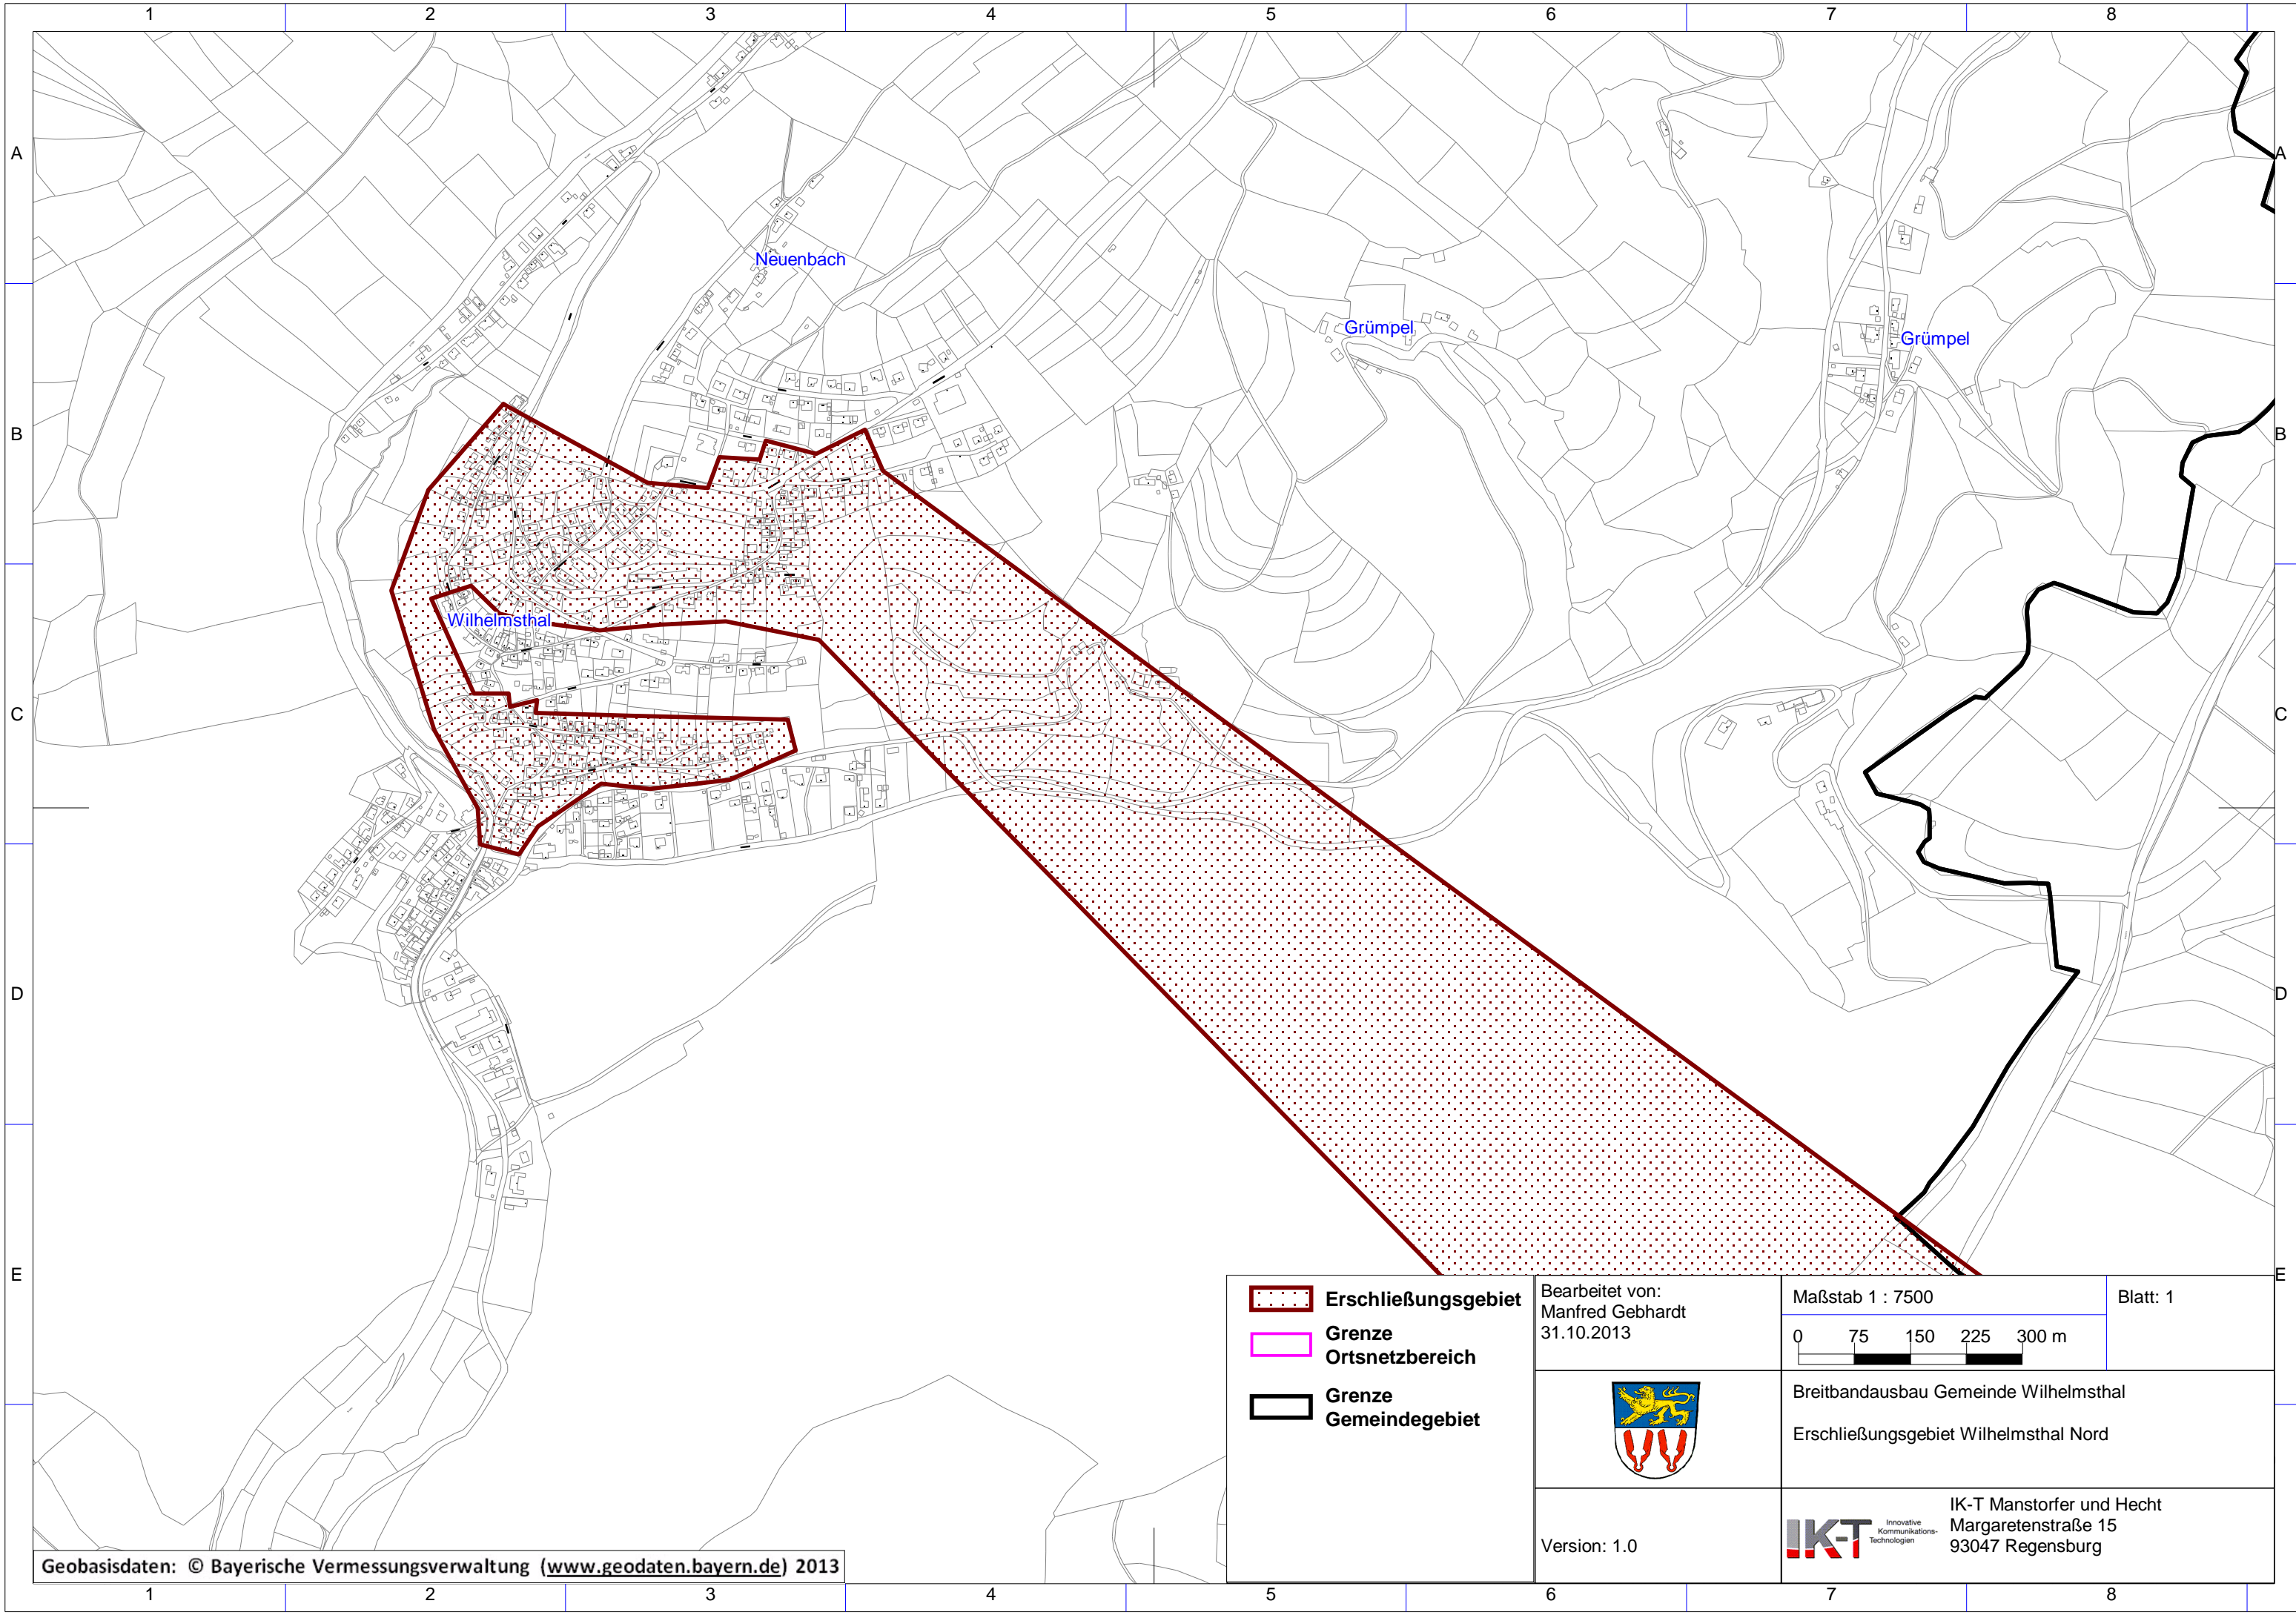 1 2 3 4 5 6 7 8
A A
Neuenbach
Grümpel
Grümpel
B B
Wilhelmsthal
C C
D D
E E
Erschließungsgebiet
Grenze
Ortsnetzbereich
Grenze
Gemeindegebiet
Bearbeitet von:
Manfred Gebhardt
31.10.2013
Maßstab 1 : 7500
Blatt: 1
0 75 150 225 300 m
Breitbandausbau Gemeinde Wilhelmsthal
Erschließungsgebiet Wilhelmsthal Nord
Version: 1.0
IK-T
Innovative
Kommunikations-
Technologien
IK-T Manstorfer und Hecht
Margaretenstraße 15
93047 Regensburg
Geobasisdaten: © Bayerische Vermessungsverwaltung (www.geodaten.bayern.de) 2013
1 2 3 4 5 6 7 8